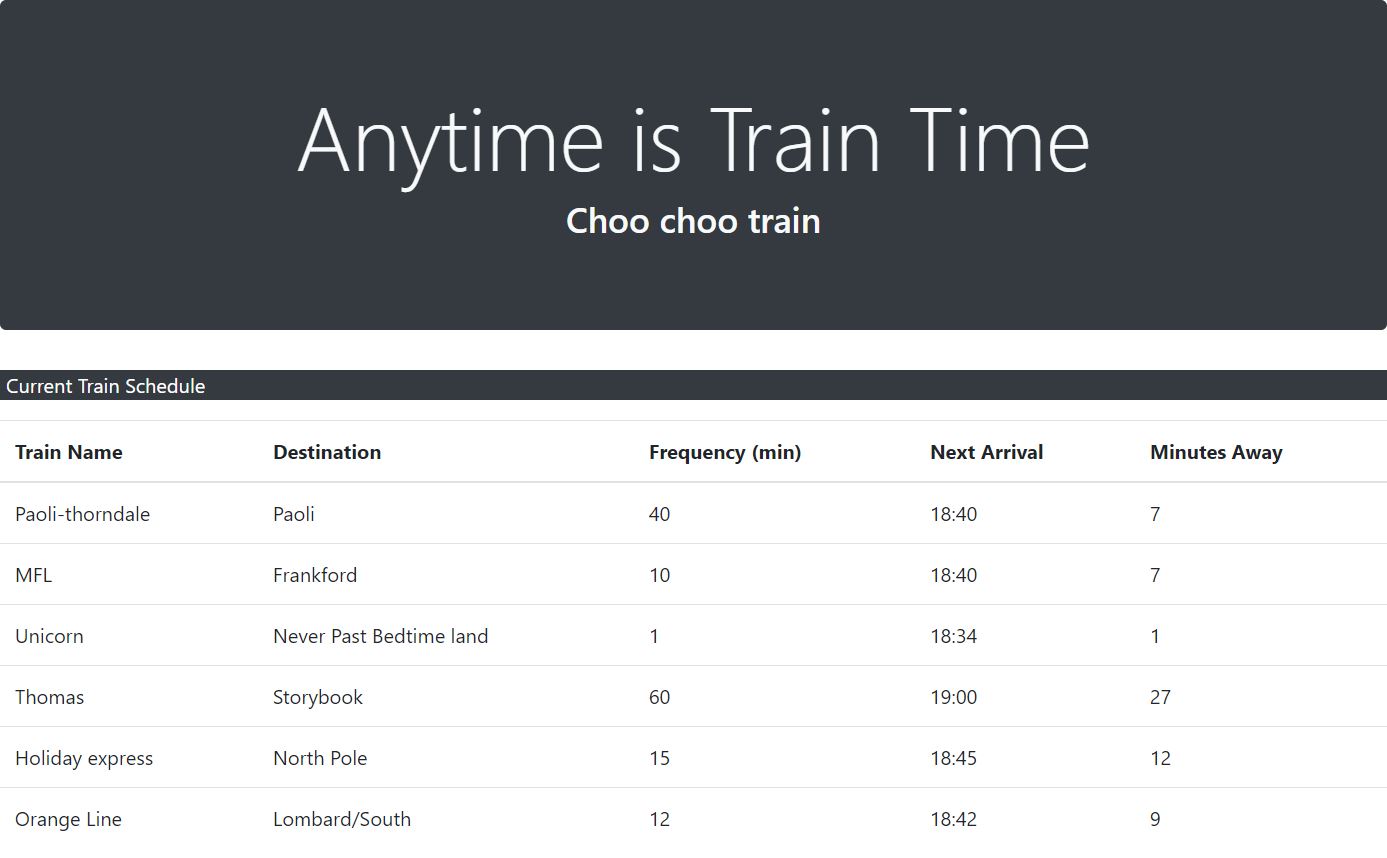 Anytime is Train Time
Choo choo train
Current Train Schedule
Train Name Destination Frequency (min) Next Arrival Minutes Away
Paoli-thorndale Paoli 40 18:40 7
MFL Frankford 10 18:40 7
Unicorn Never Past Bedtime land 1 18:34 1
Thomas Storybook 60 19:00 27
Holiday express North Pole 15 18:45 12
Orange Line Lombard/South 12 18:42 9